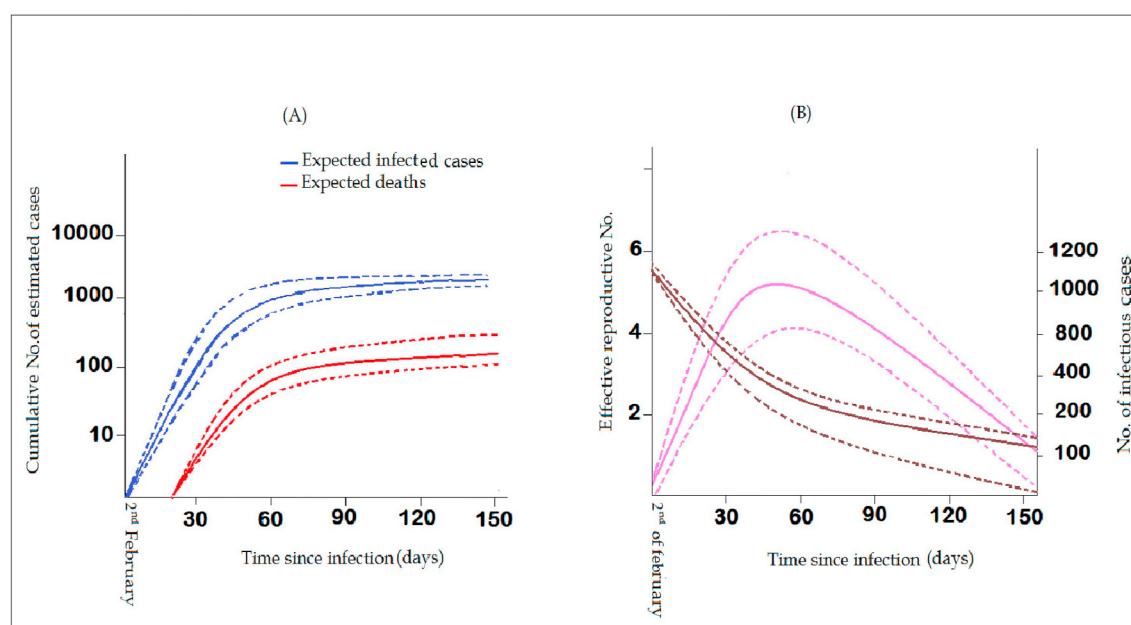 (A)
Expected infected cases
Expected deaths
Cumulative No.of estimated cases
10000
1000
100
10
30
60
90
120
150
2nd February
Time since infection(days)
(B)
Effective reproductive No.
6
4
2
1200
1000
800
400
200
100
No. of infectious cases
30
60
90
120
150
2nd of february
Time since infection (days)